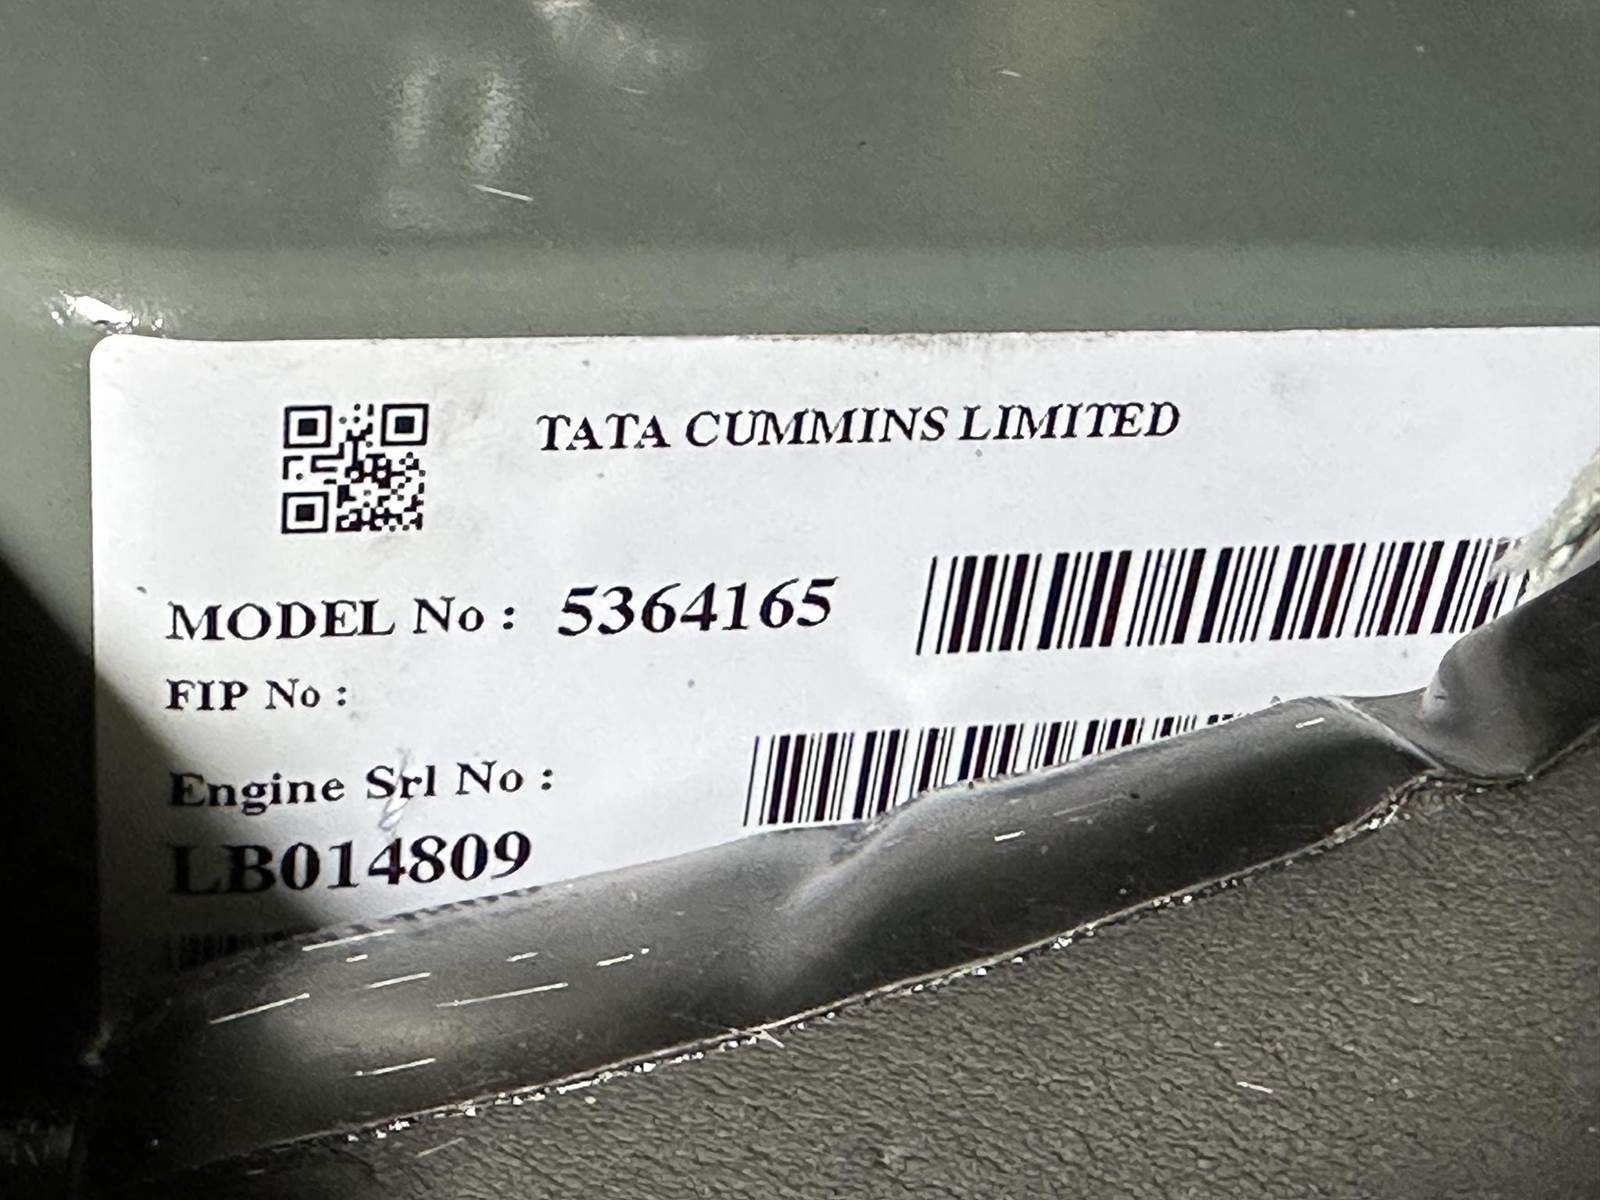 TATA CUMMINS LIMITED
MODEL No : 5364165
FIP No :
Engine Srl No :
LB014809